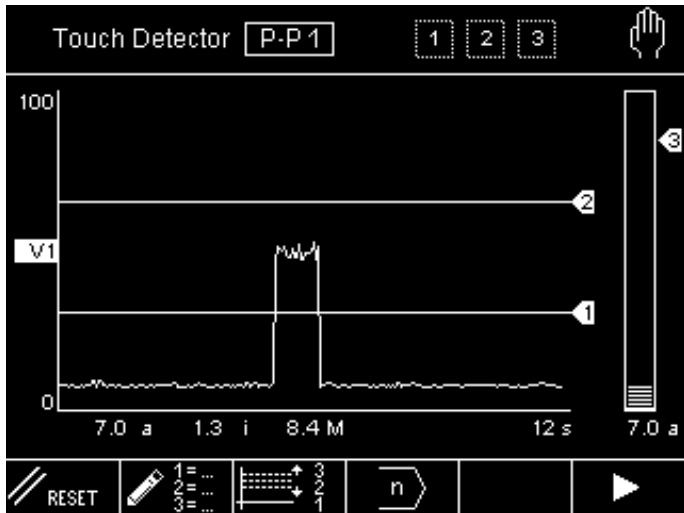 Touch Detector P-P 1 1 2 3
100
3
2
V1
1
0
7.0 a 1.3 i 8.4 M 12 s 7.0 a
RESET 1= ... 3 n
2= ... 2
3= ... 1